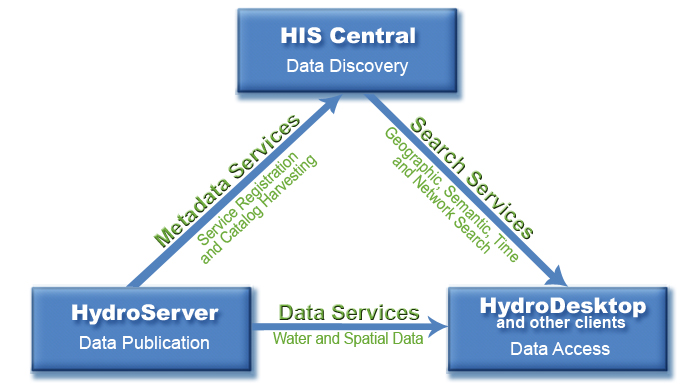 HIS Central
Data Discovery
Metadata Services
Service Registration
and Catalog Harvesting
Search Services
Geographic, Semantic, Time
and Network Search
HydroServer
Data Publication
Data Services
Water and Spatial Data
HydroDesktop
and other clients
Data Access